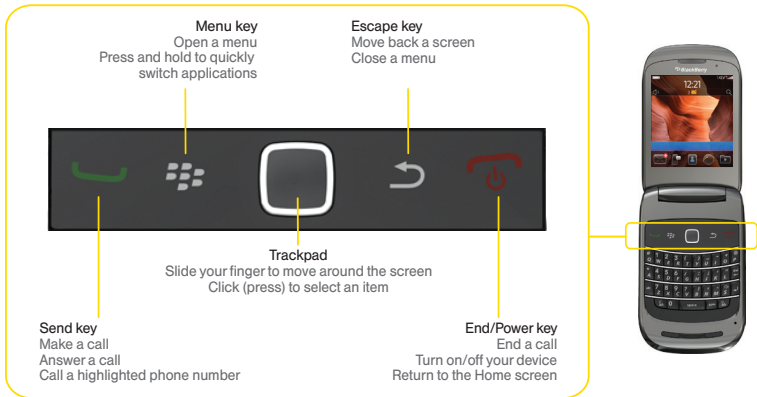 Menu key
Open a menu
Press and hold to quickly
switch applications
Escape key
Move back a screen
Close a menu
Trackpad
Slide your finger to move around the screen
Click (press) to select an item
Send key
Make a call
Answer a call
Call a highlighted phone number
End/Power key
End a call
Turn on/off your device
Return to the Home screen
BlackBerry
12:21